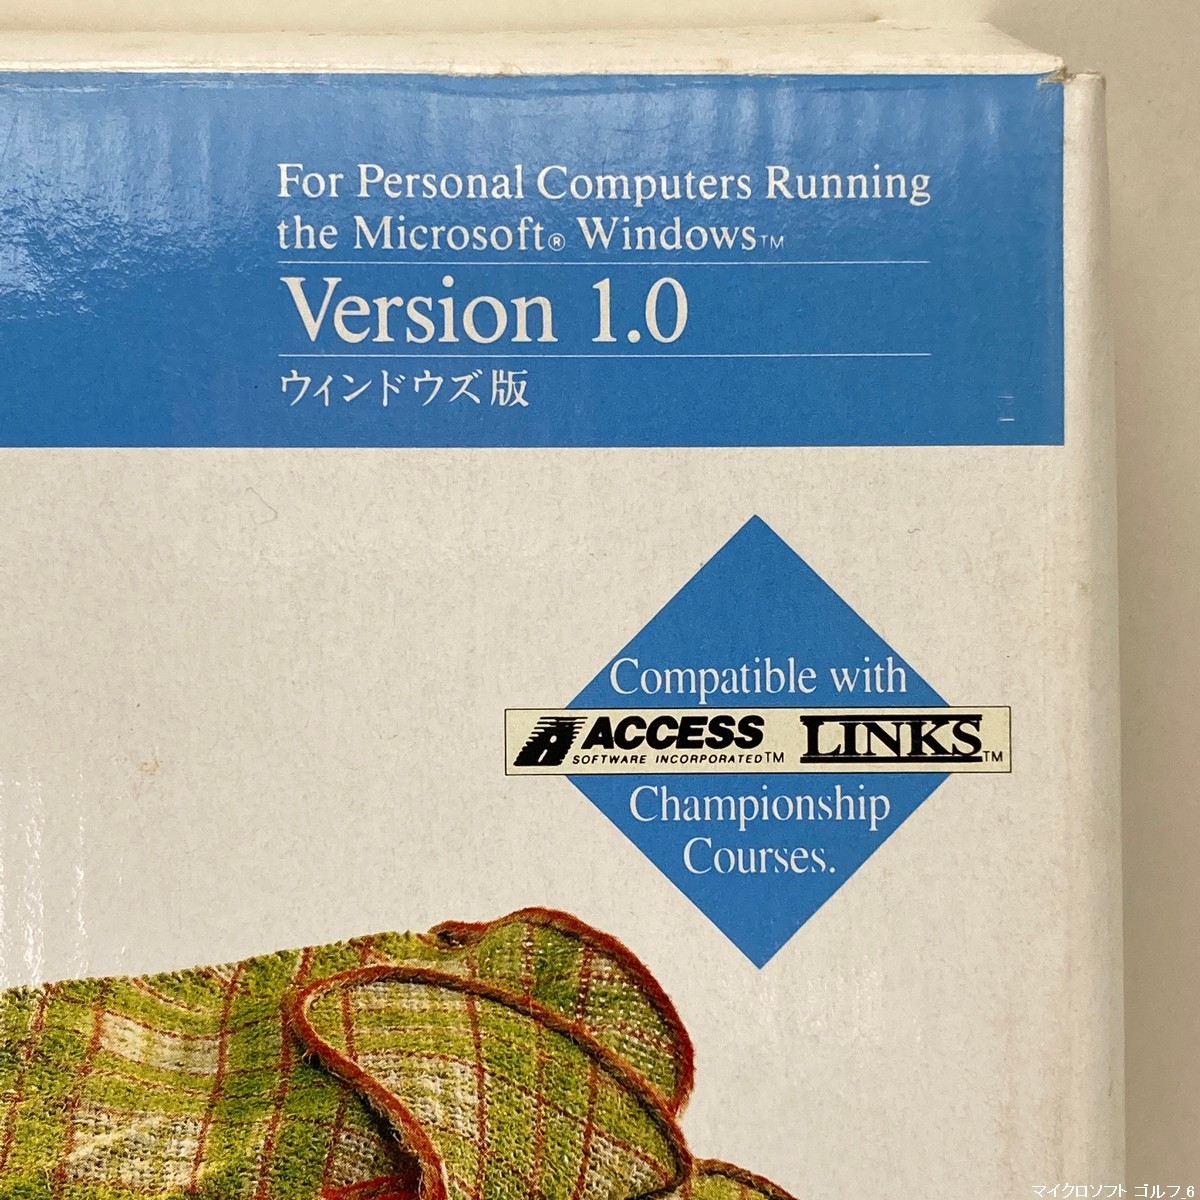 For Personal Computers Running
the Microsoft® Windows™
Version 1.0
ウィンドウズ版
Compatible with
ACCESS
SOFTWARE INCORPORATED™
LINKS™
Championship
Courses.
マイクロソフト ゴルフ_6